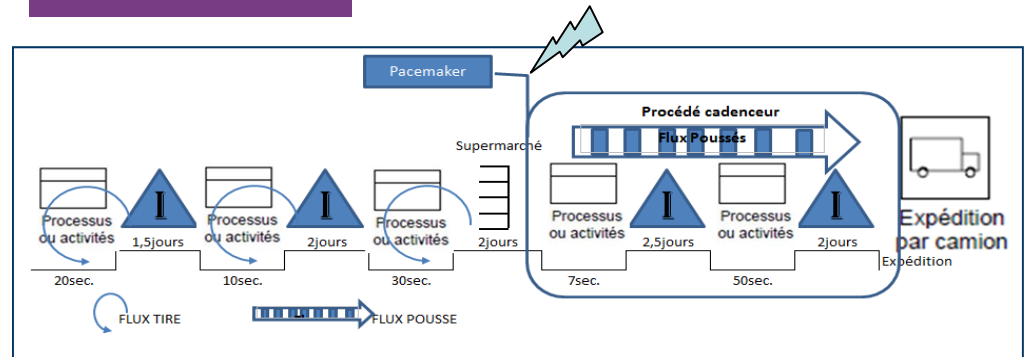 Pacemaker
Procédé cadenceur
Flux Poussés
Supermarché
Processus
ou activités
I
1,5jours
Processus
ou activités
I
2jours
Processus
ou activités
2jours
Processus
ou activités
I
2,5jours
Processus
ou activités
I
2jours
Expédition
par camion
Expédition
20sec.
10sec.
30sec.
7sec.
50sec.
FLUX TIRE
FLUX POUSSE